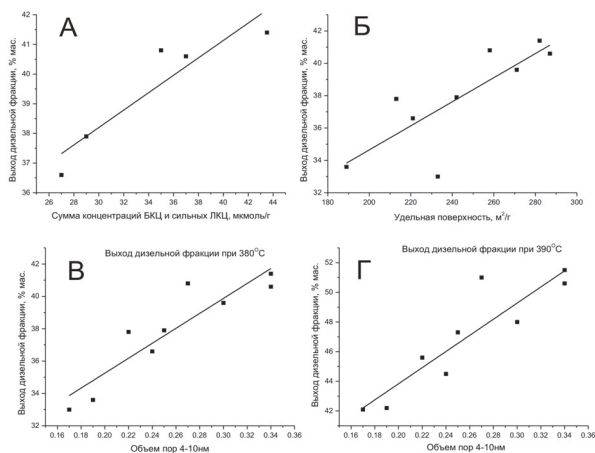 А
42
41
40
39
38
37
36
26 28 30 32 34 36 38 40 42 44
Выход дизельной фракции, % мас.
Сумма концентраций БКЦ и сильных ЛКЦ, мкмоль/г
Б
42
40
38
36
34
32
180 200 220 240 260 280 300
Выход дизельной фракции, % мас.
Удельная поверхность, м²/г
В
Выход дизельной фракции при 380°С
42
40
38
36
34
32
0.16 0.18 0.20 0.22 0.24 0.26 0.28 0.30 0.32 0.34 0.36
Выход дизельной фракции, % мас.
Объем пор 4-10нм
Г
Выход дизельной фракции при 390°С
52
50
48
46
44
42
0.16 0.18 0.20 0.22 0.24 0.26 0.28 0.30 0.32 0.34 0.36
Выход дизельной фракции, % мас.
Объем пор 4-10нм